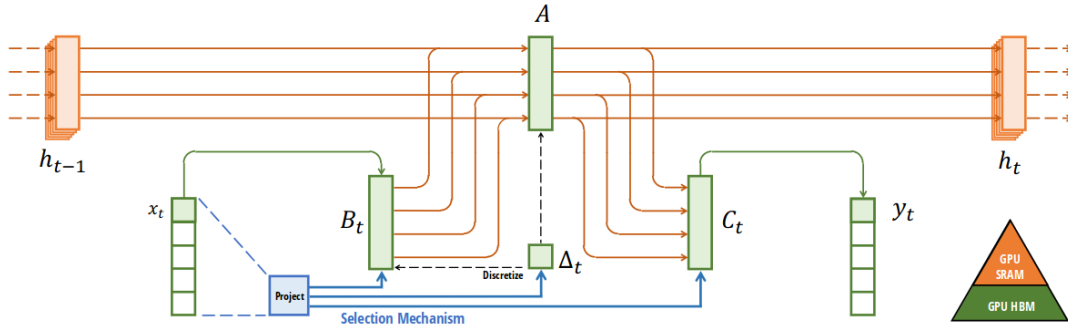 A
h_{t-1}
h_t
x_t
B_t
C_t
y_t
Δ_t
Discretize
Project
Selection Mechanism
GPU
SRAM
GPU HBM